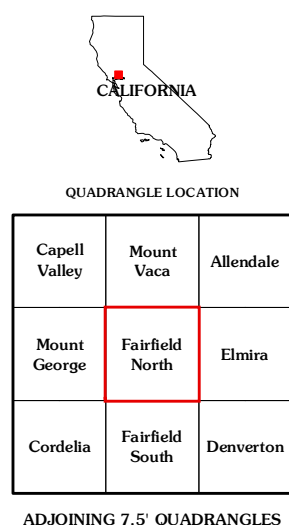 CALIFORNIA
QUADRANGLE LOCATION
Capell
Valley
Mount
Vaca
Allendale
Mount
George
Fairfield
North
Elmira
Cordelia
Fairfield
South
Denverton
ADJOINING 7.5' QUADRANGLES